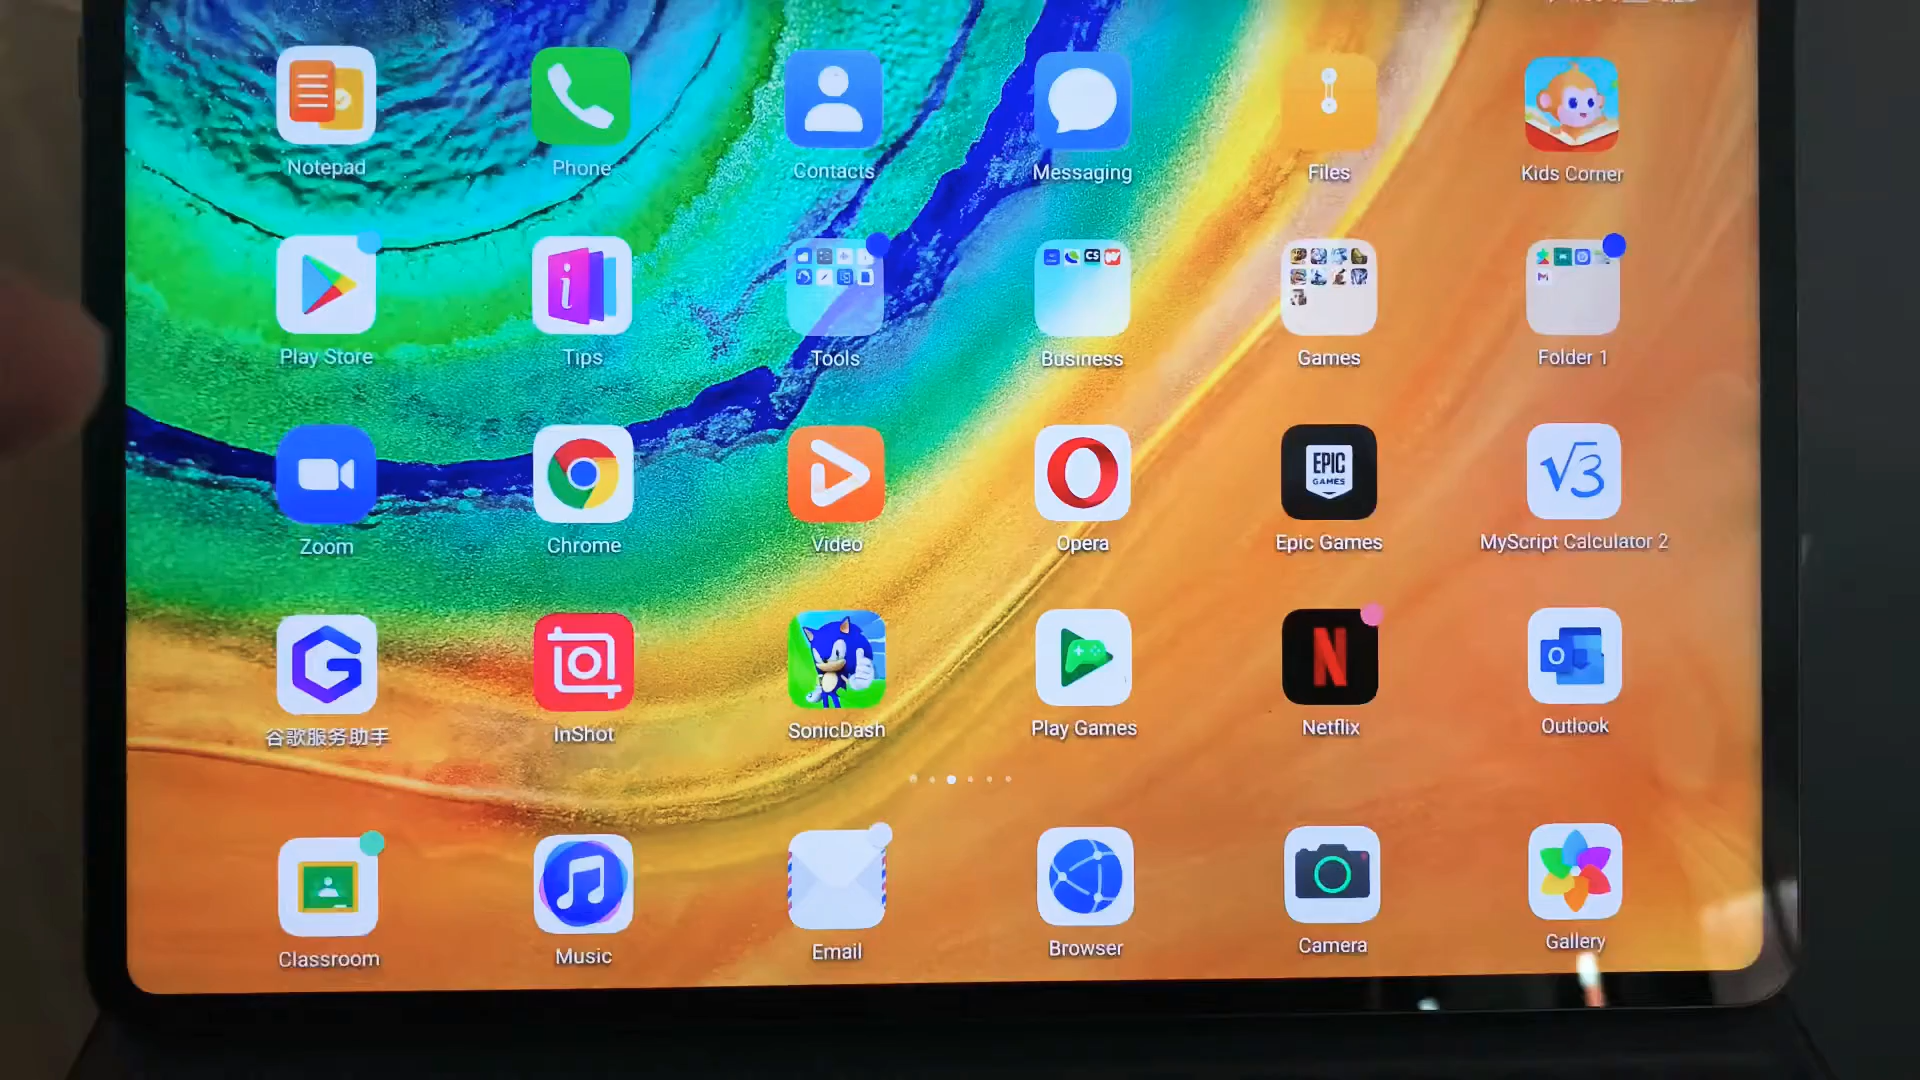 Notepad
Phone
Contacts
Messaging
Files
Kids Corner
Play Store
Tips
Tools
CS
Business
Games
Folder 1
EPIC
GAMES
√3
Zoom
Chrome
Video
Opera
Epic Games
MyScript Calculator 2
G
N
O
谷歌服务助手
InShot
SonicDash
Play Games
Netflix
Outlook
Classroom
Music
Email
Browser
Camera
Gallery